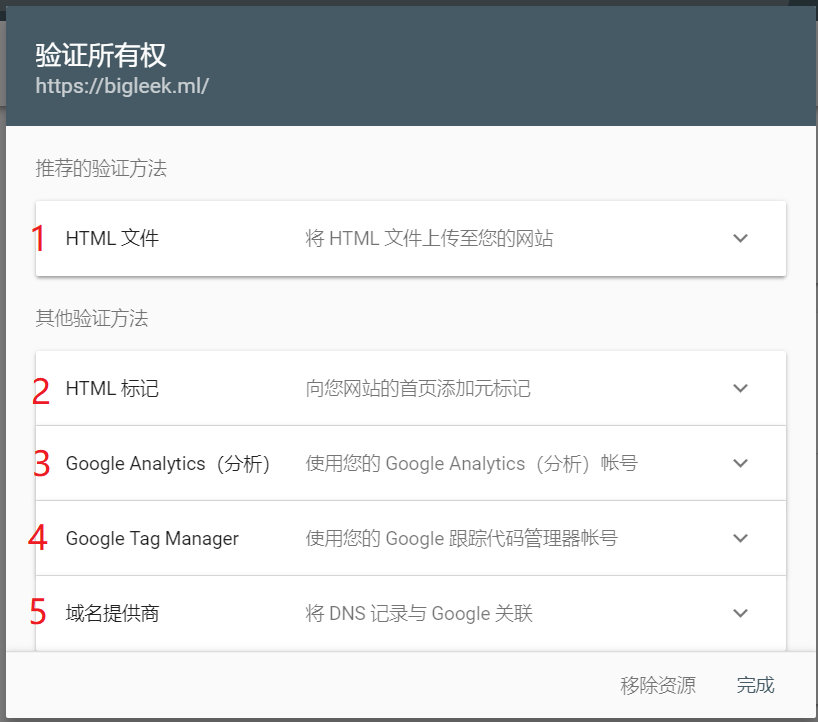 验证所有权
https://bigleek.ml/
推荐的验证方法
1 HTML 文件 将 HTML 文件上传至您的网站
其他验证方法
2 HTML 标记 向您网站的首页添加元标记
3 Google Analytics（分析） 使用您的 Google Analytics（分析）帐号
4 Google Tag Manager 使用您的 Google 跟踪代码管理器帐号
5 域名提供商 将 DNS 记录与 Google 关联
移除资源 完成